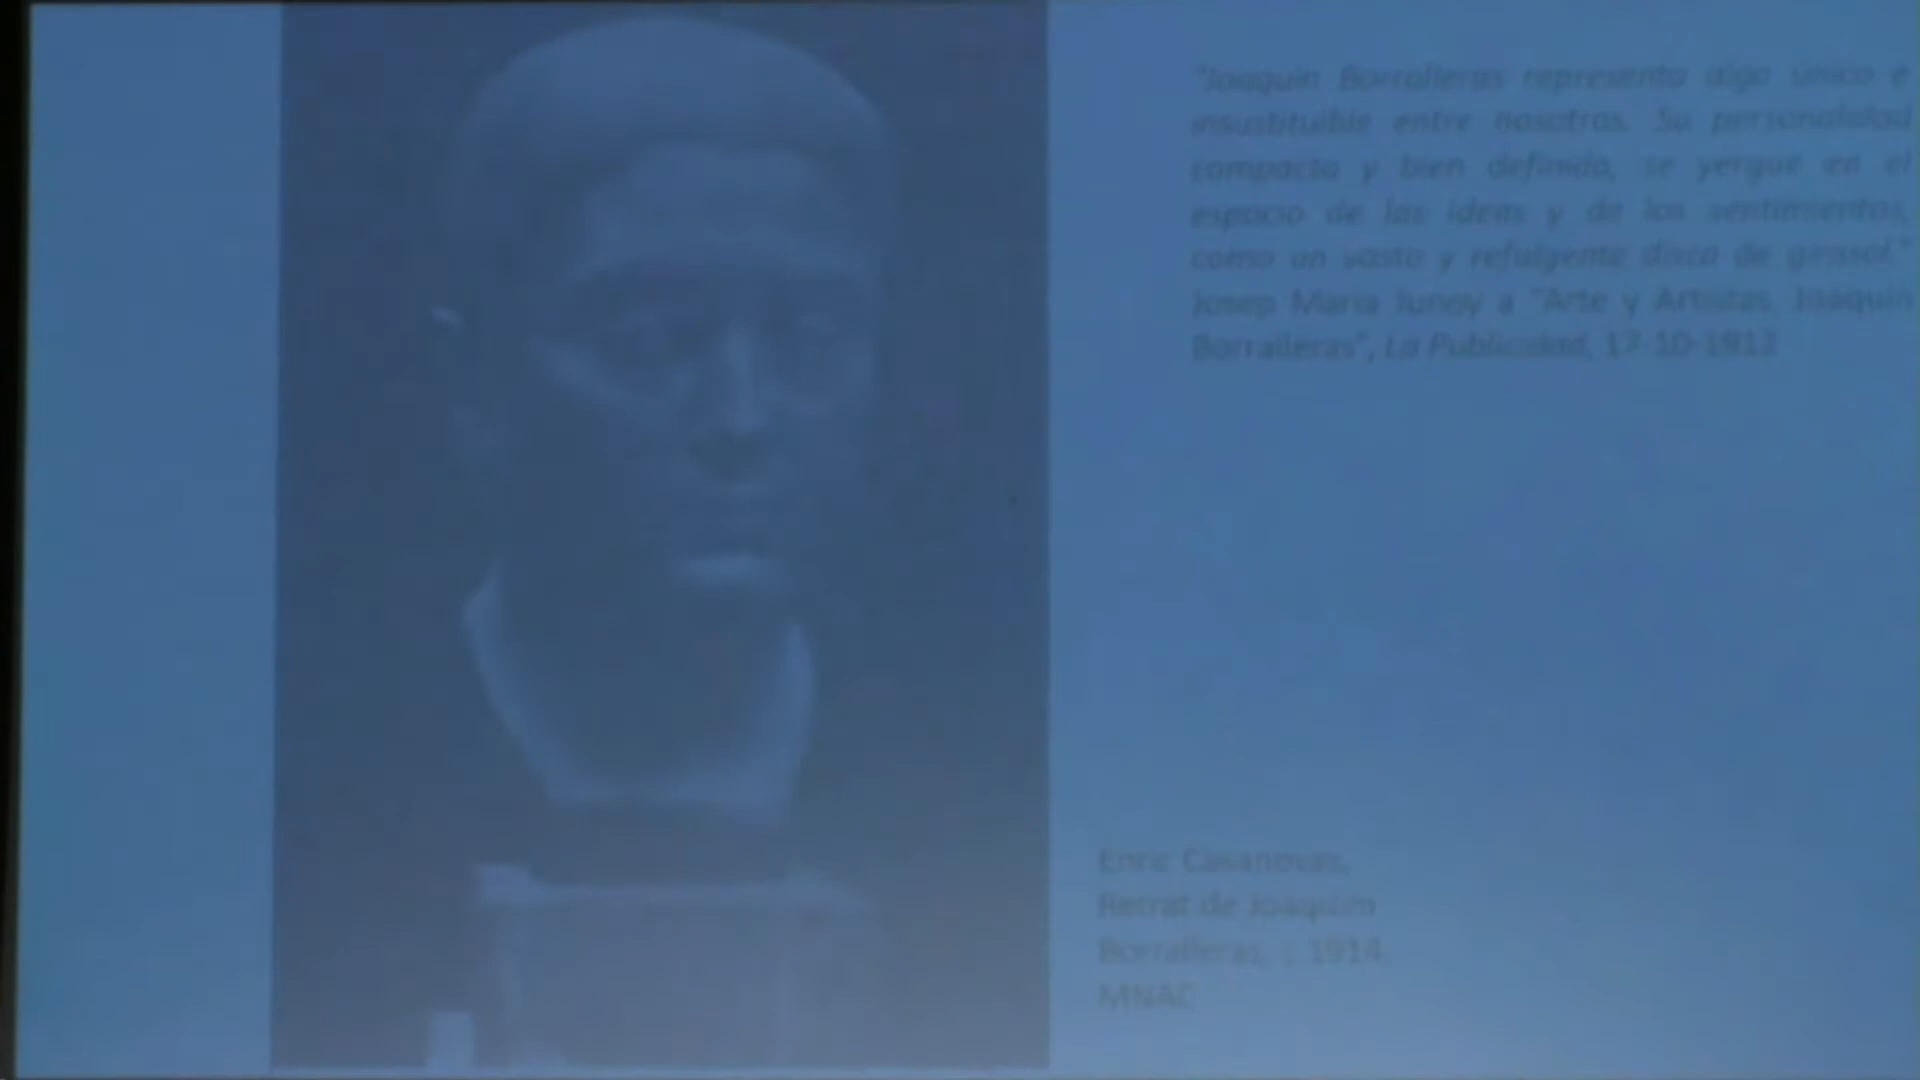 "Joaquín Borralleras representa algo único e
insustituible entre nosotros. Su personalidad
compacta y bien definida, se yergue en el
espacio de las ideas y de los sentimientos,
como un vasto y refulgente disco de girasol."
Josep Maria Junoy a "Arte y Artistas. Joaquín
Borralleras", La Publicidad, 17-10-1912
Enric Casanovas,
Retrat de Joaquim
Borralleras, c. 1914.
MNAC